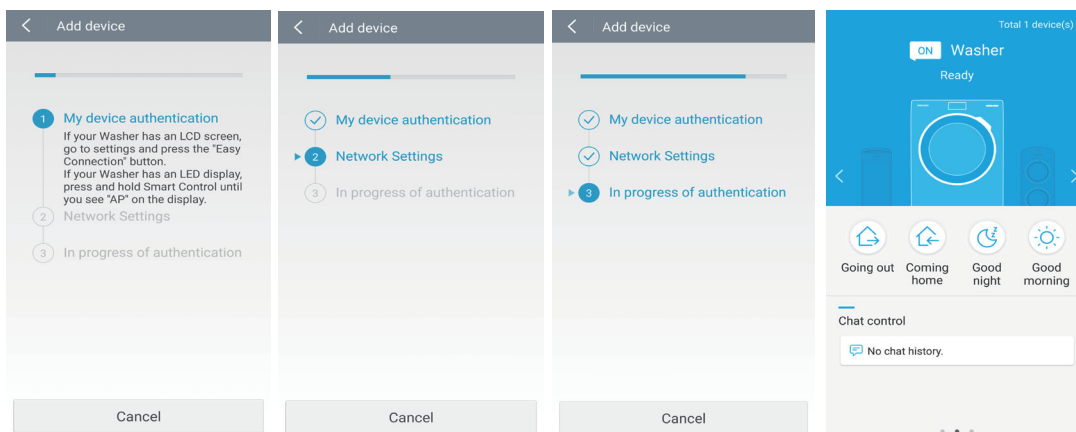 Add device
1
My device authentication
If your Washer has an LCD screen,
go to settings and press the "Easy
Connection" button.
If your Washer has an LED display,
press and hold Smart Control until
you see "AP" on the display.
2
Network Settings
3
In progress of authentication
Cancel
Add device
My device authentication
2
Network Settings
3
In progress of authentication
Cancel
Add device
My device authentication
Network Settings
3
In progress of authentication
Cancel
Total 1 device(s)
ON Washer
Ready
Going out
Coming
home
Good
night
Good
morning
Chat control
No chat history.